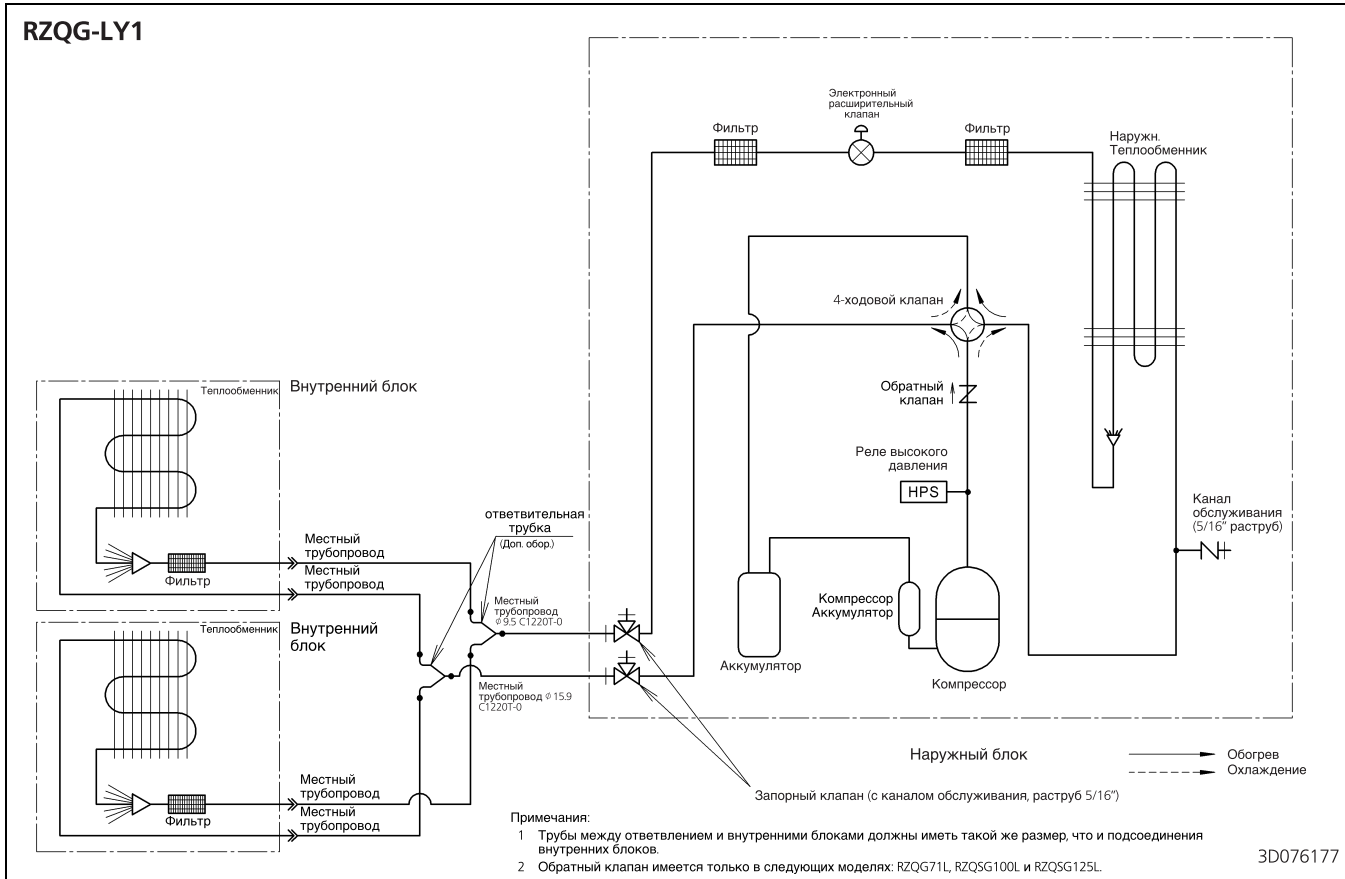 RZQG-LY1
Электронный
расширительный
клапан
Фильтр
Фильтр
Наружн.
Теплообменник
4-ходовой клапан
Обратный
клапан
Реле высокого
давления
HPS
Канал
обслуживания
(5/16" раструб)
Компрессор
Аккумулятор
Аккумулятор
Компрессор
Теплообменник
Внутренний блок
Фильтр
Местный
трубопровод
Местный
трубопровод
ответвительная
трубка
(Доп. обор.)
Местный
трубопровод
φ9.5 C1220T-0
Теплообменник
Внутренний
блок
Местный
трубопровод φ15.9
C1220T-0
Фильтр
Местный
трубопровод
Местный
трубопровод
Наружный блок
Обогрев
Охлаждение
Запорный клапан (с каналом обслуживания, раструб 5/16")
Примечания:
1 Трубы между ответвлением и внутренними блоками должны иметь такой же размер, что и подсоединения
внутренних блоков.
2 Обратный клапан имеется только в следующих моделях: RZQG71L, RZQSG100L и RZQSG125L.
3D076177